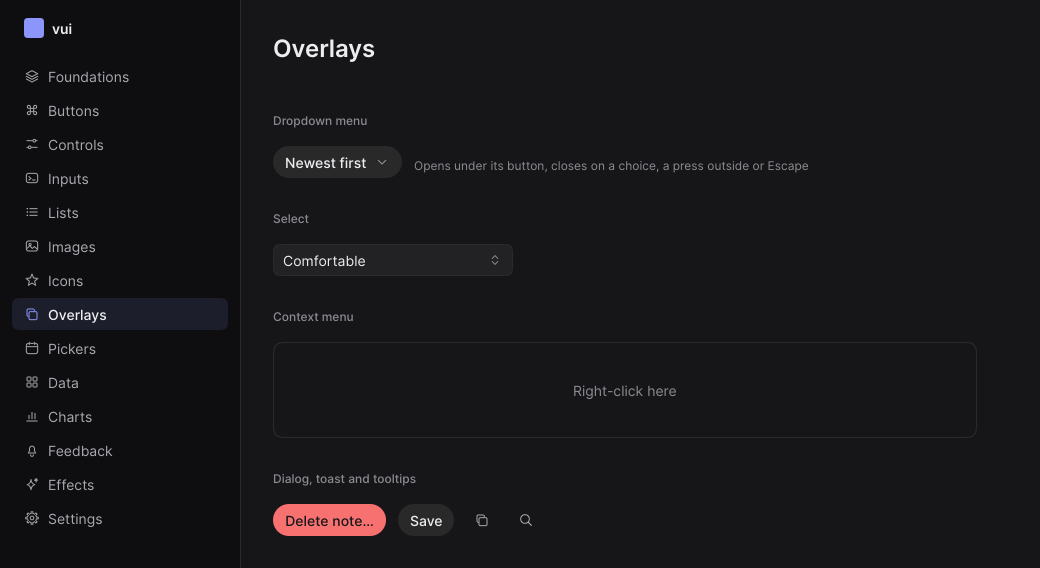 vui
Foundations
Buttons
Controls
Inputs
Lists
Images
Icons
Overlays
Pickers
Data
Charts
Feedback
Effects
Settings
Overlays
Dropdown menu
Newest first
Opens under its button, closes on a choice, a press outside or Escape
Select
Comfortable
Context menu
Right-click here
Dialog, toast and tooltips
Delete note...
Save